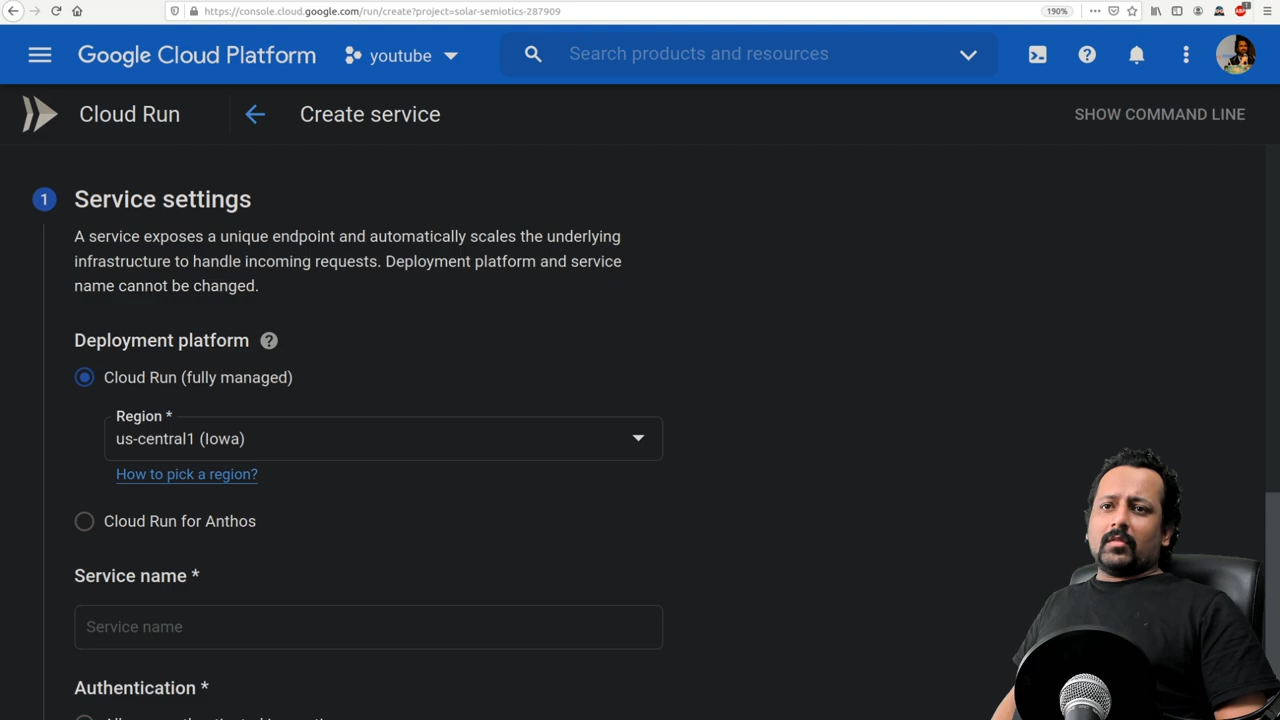 https://console.cloud.google.com/run/create?project=solar-semiotics-287909
190%
Google Cloud Platform
youtube
Search products and resources
Cloud Run
Create service
SHOW COMMAND LINE
1
Service settings
A service exposes a unique endpoint and automatically scales the underlying
infrastructure to handle incoming requests. Deployment platform and service
name cannot be changed.
Deployment platform ?
Cloud Run (fully managed)
Region *
us-central1 (Iowa)
How to pick a region?
Cloud Run for Anthos
Service name *
Service name
Authentication *